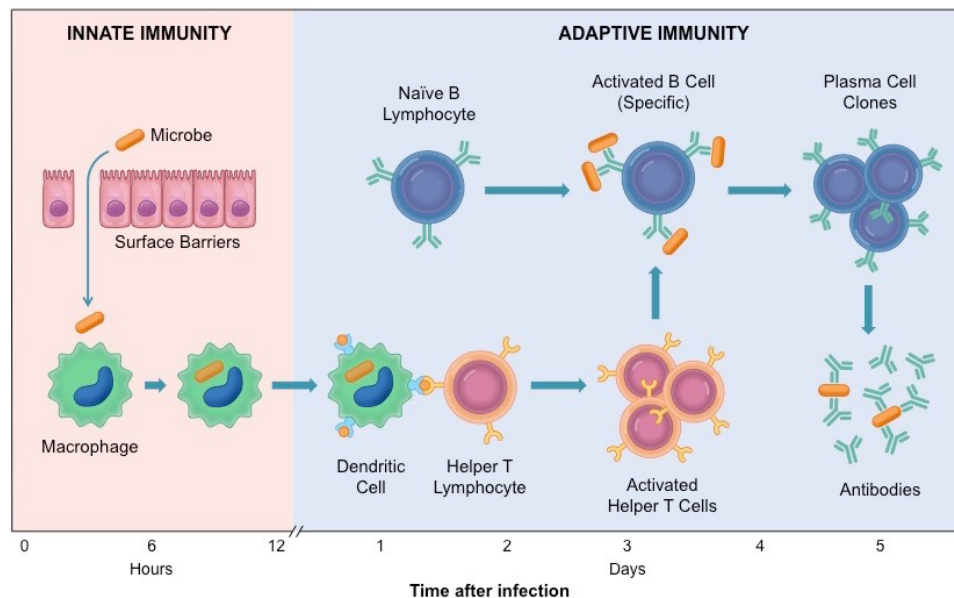 INNATE IMMUNITY
ADAPTIVE IMMUNITY
Microbe
Surface Barriers
Macrophage
Naïve B
Lymphocyte
Activated B Cell
(Specific)
Plasma Cell
Clones
Dendritic
Cell
Helper T
Lymphocyte
Activated
Helper T Cells
Antibodies
0 6 12 1 2 3 4 5
Hours Days
Time after infection